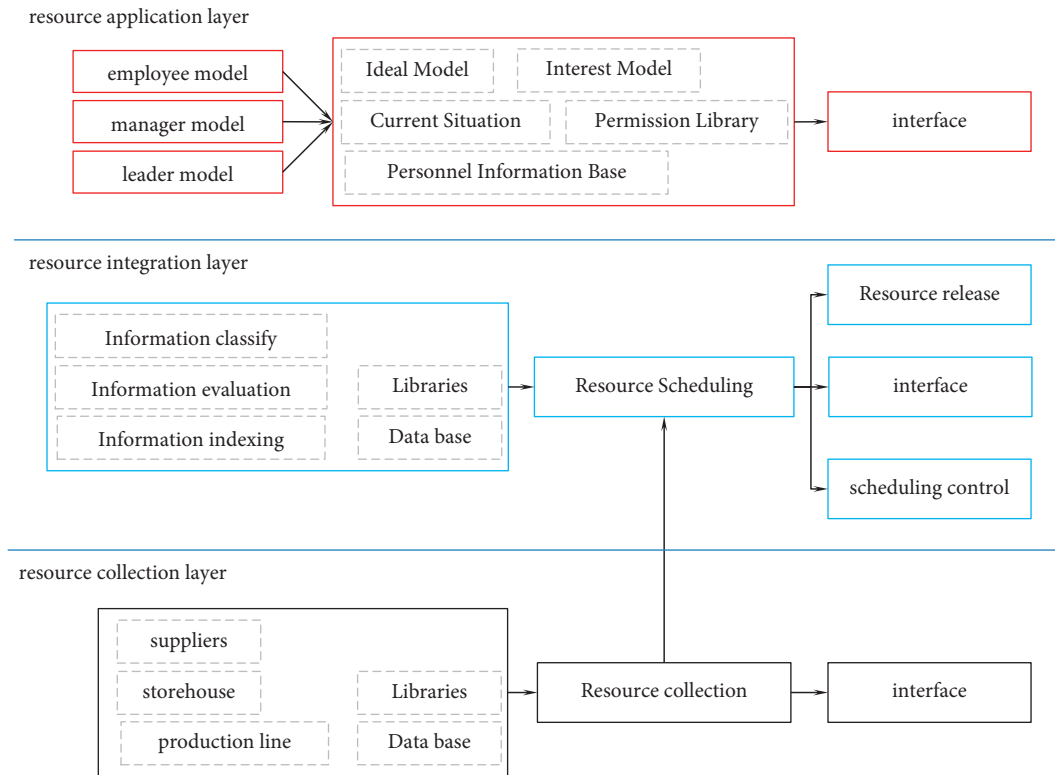 resource application layer
employee model
manager model
leader model
Ideal Model
Interest Model
Current Situation
Permission Library
Personnel Information Base
interface
resource integration layer
Information classify
Information evaluation
Information indexing
Libraries
Data base
Resource Scheduling
Resource release
interface
scheduling control
resource collection layer
suppliers
storehouse
production line
Libraries
Data base
Resource collection
interface